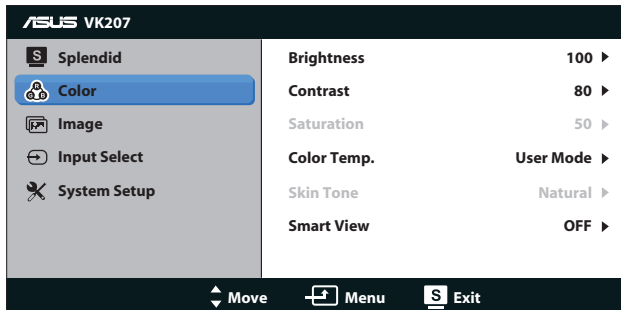 ASUS VK207
S Splendid
R G B Color
Image
Input Select
System Setup
Brightness 100
Contrast 80
Saturation 50
Color Temp. User Mode
Skin Tone Natural
Smart View OFF
Move Menu S Exit